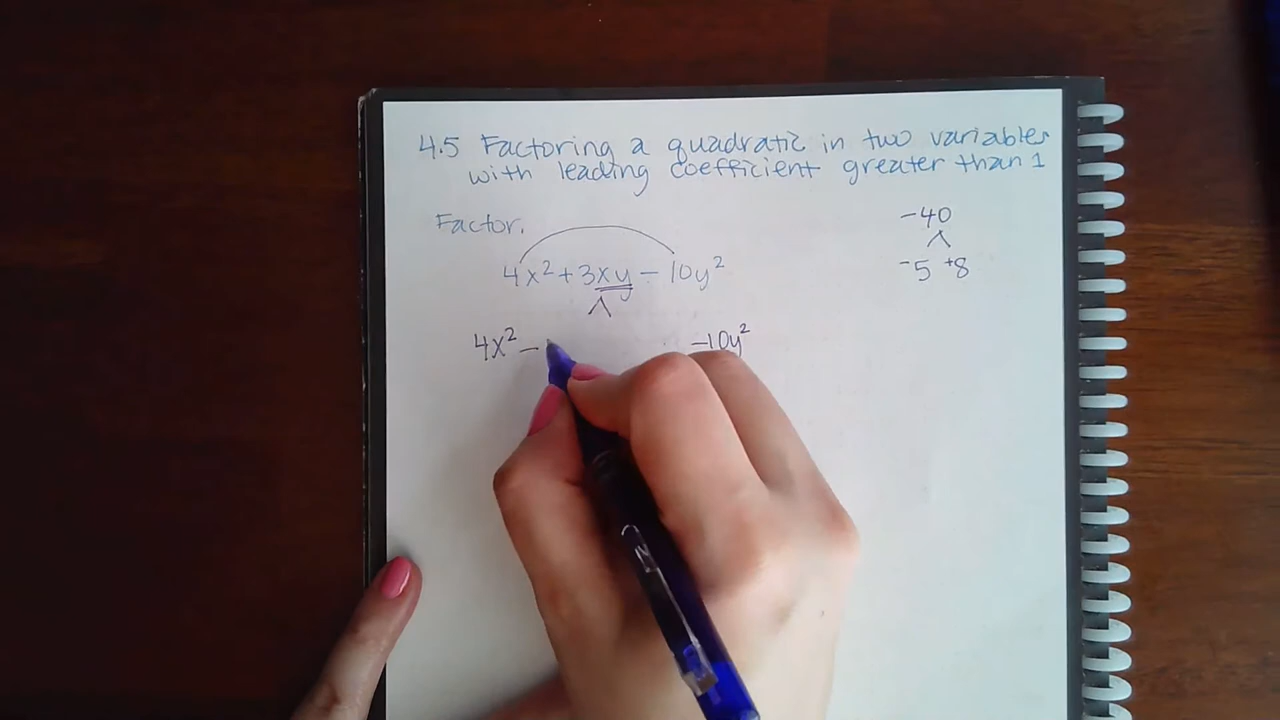 4.5 Factoring a quadratic in two variables
with leading coefficient greater than 1
Factor.
-40
-5 +8
4x²+3xy-10y²
4x² - -10y²